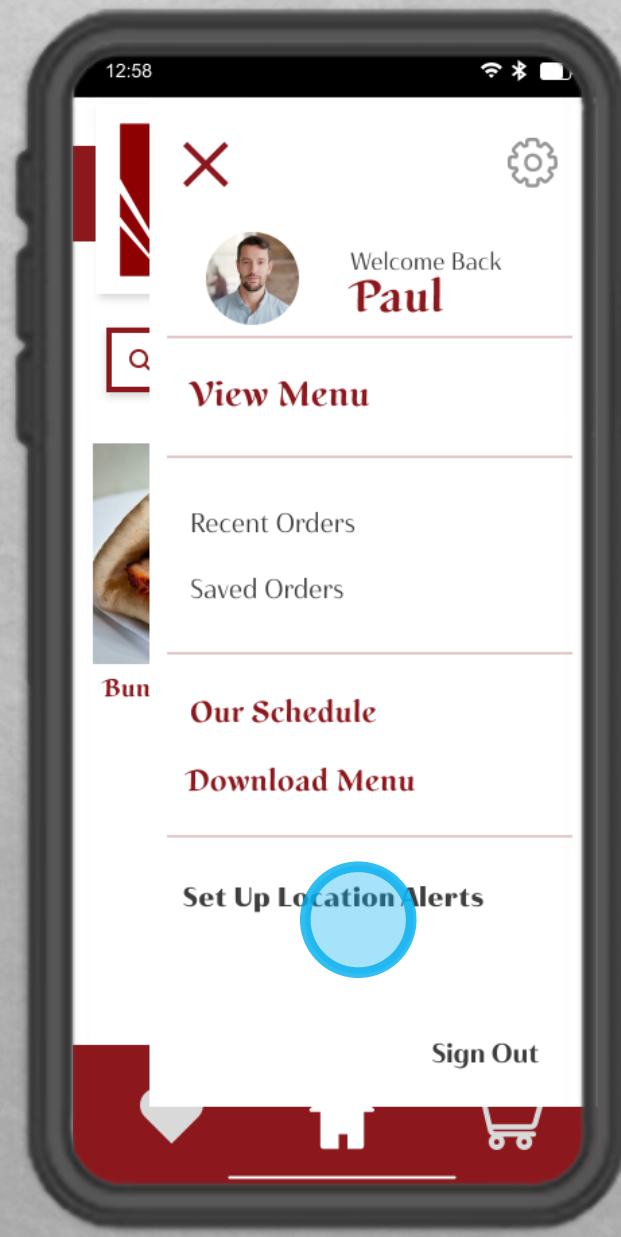 12:58
Welcome Back
Paul
View Menu
Recent Orders
Saved Orders
Bun
Our Schedule
Download Menu
Set Up Location Alerts
Sign Out